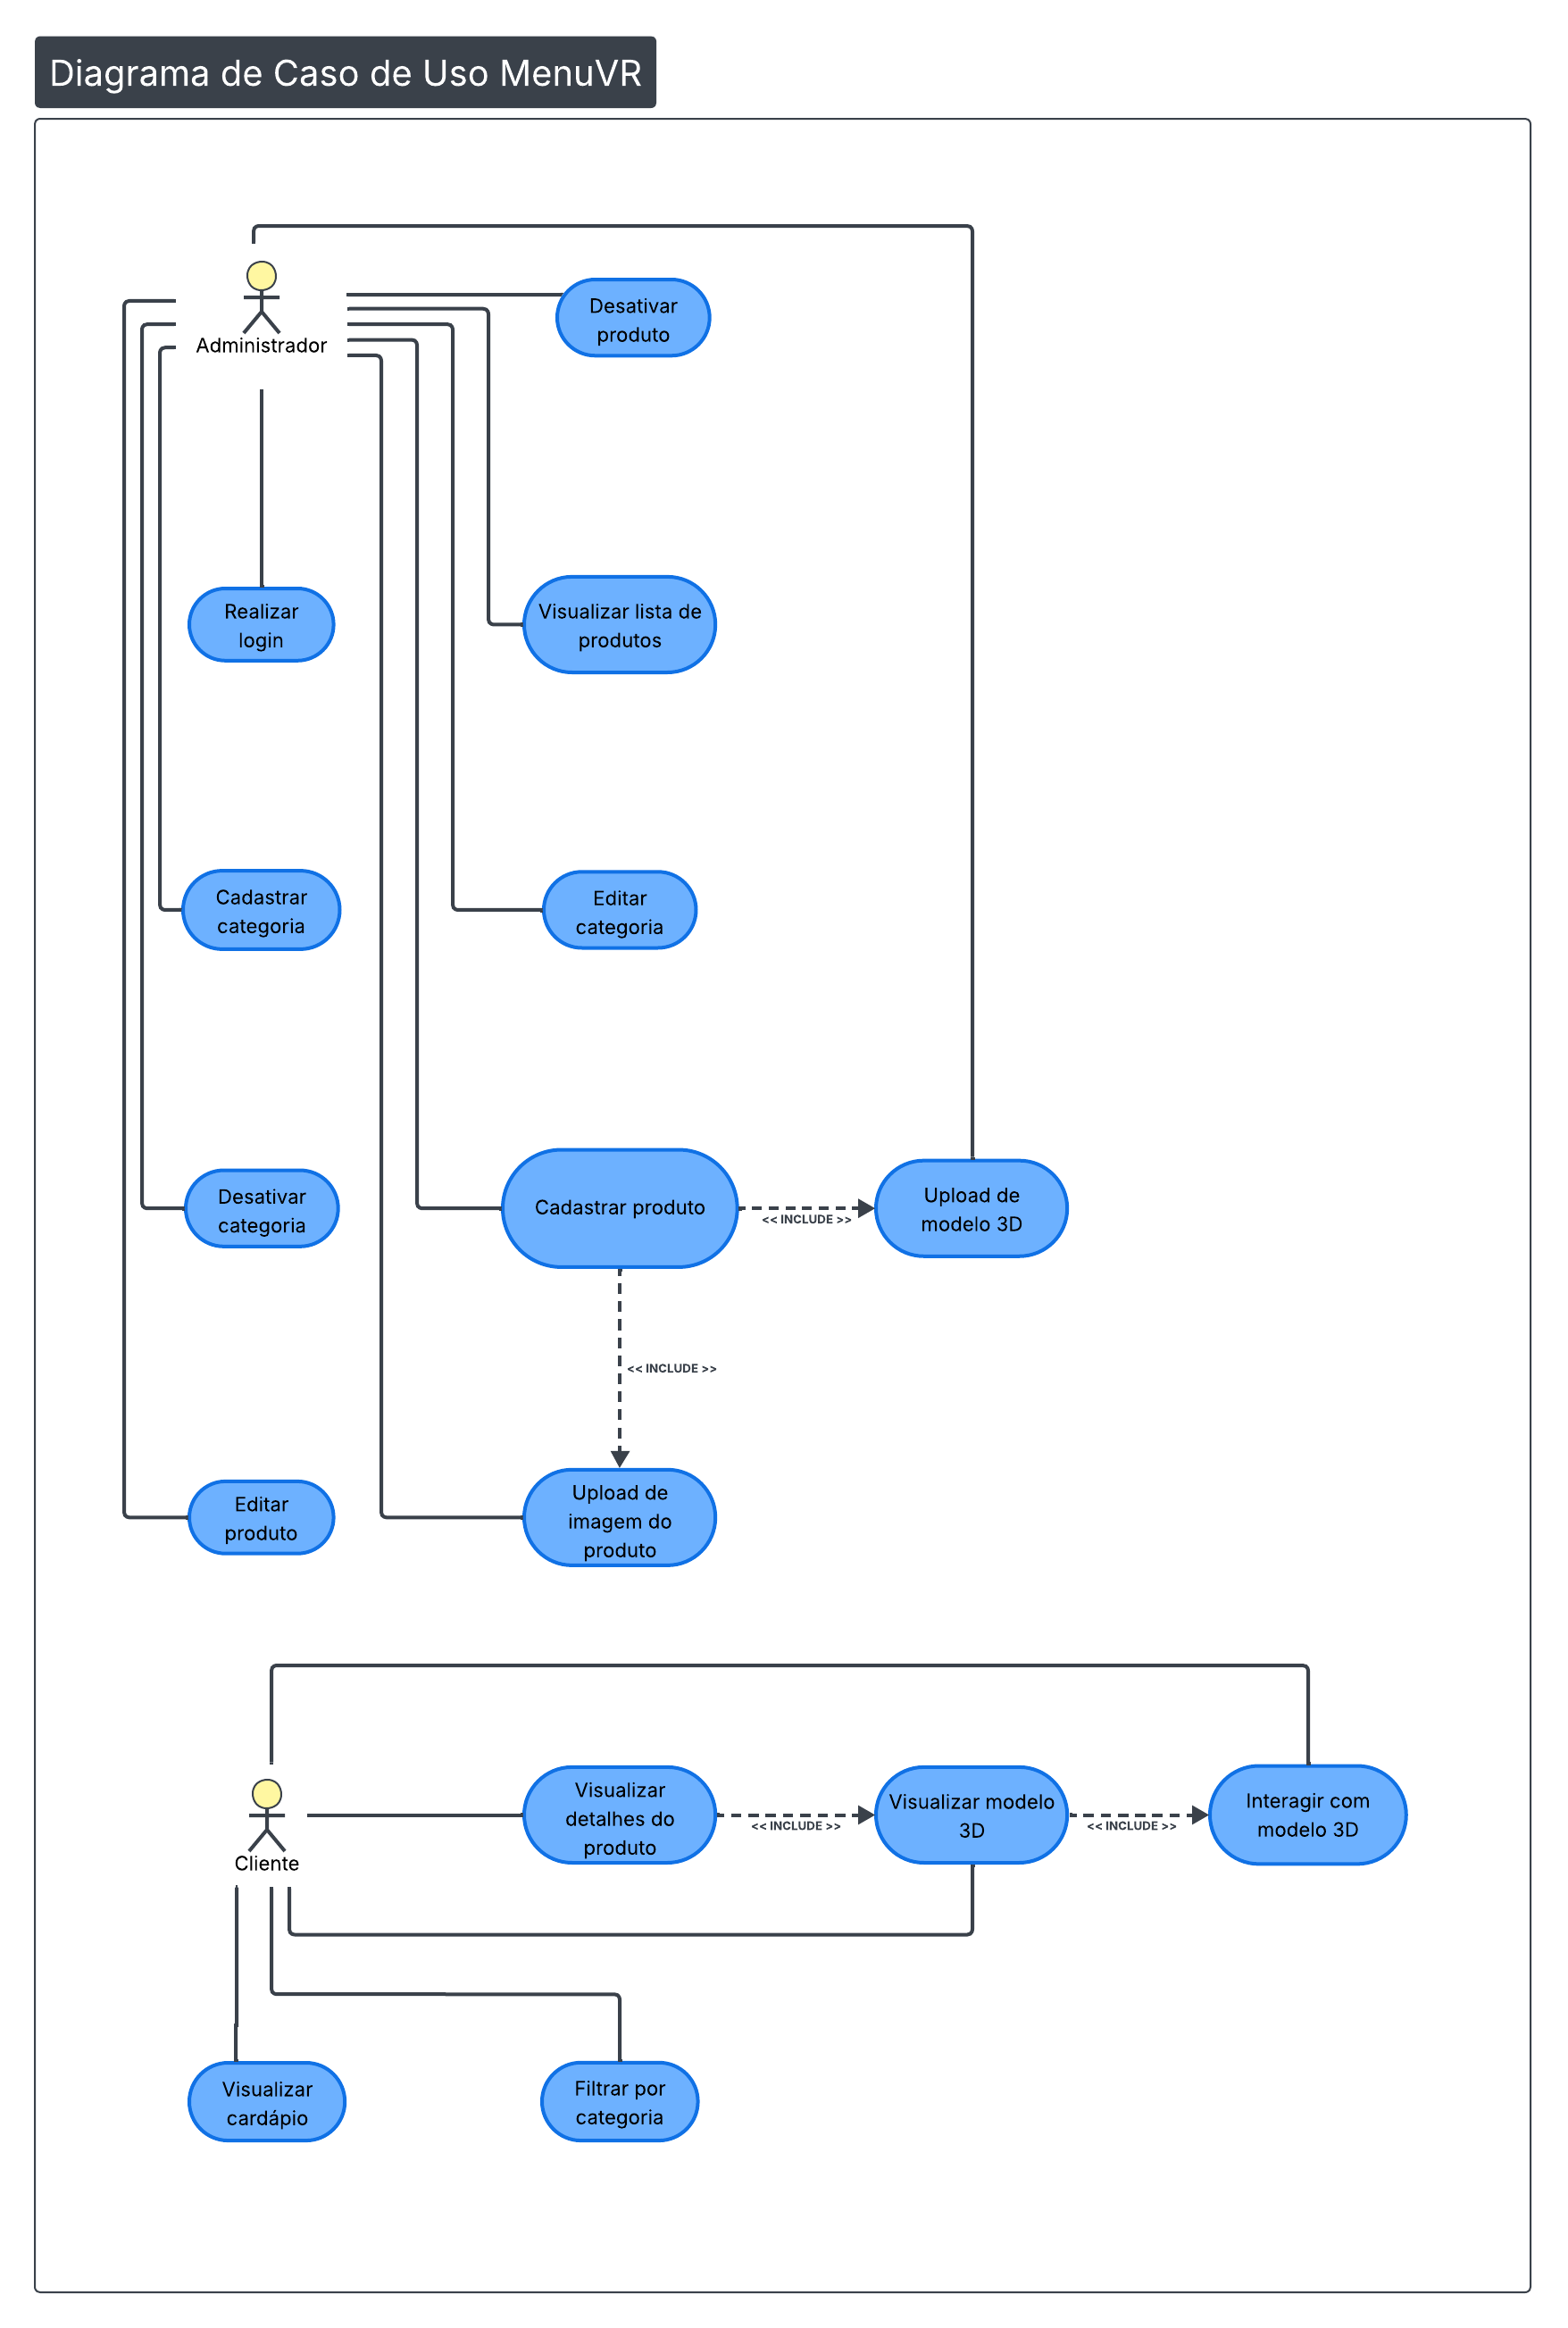 Diagrama de Caso de Uso MenuVR
Administrador
Desativar
produto
Realizar
login
Visualizar lista de
produtos
Cadastrar
categoria
Editar
categoria
Desativar
categoria
Cadastrar produto
<< INCLUDE >>
Upload de
modelo 3D
<< INCLUDE >>
Editar
produto
Upload de
imagem do
produto
Cliente
Visualizar
detalhes do
produto
<< INCLUDE >>
Visualizar modelo
3D
<< INCLUDE >>
Interagir com
modelo 3D
Visualizar
cardápio
Filtrar por
categoria